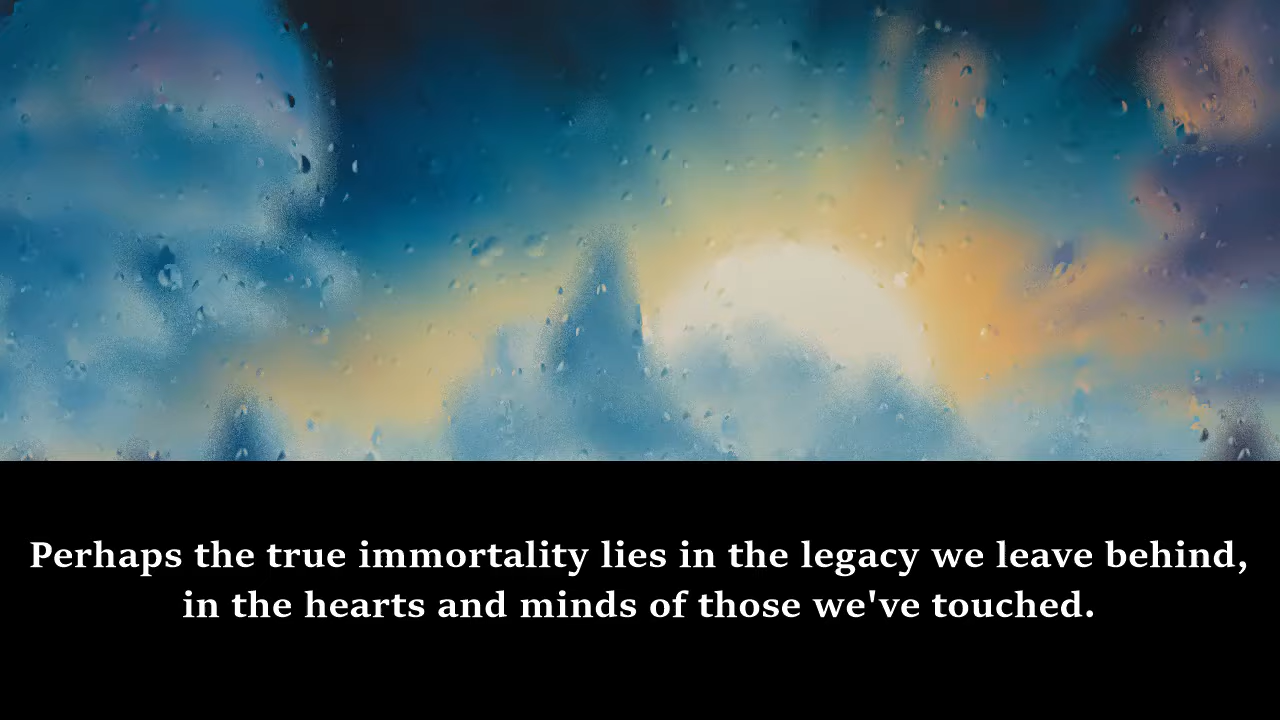 Perhaps the true immortality lies in the legacy we leave behind,
in the hearts and minds of those we've touched.